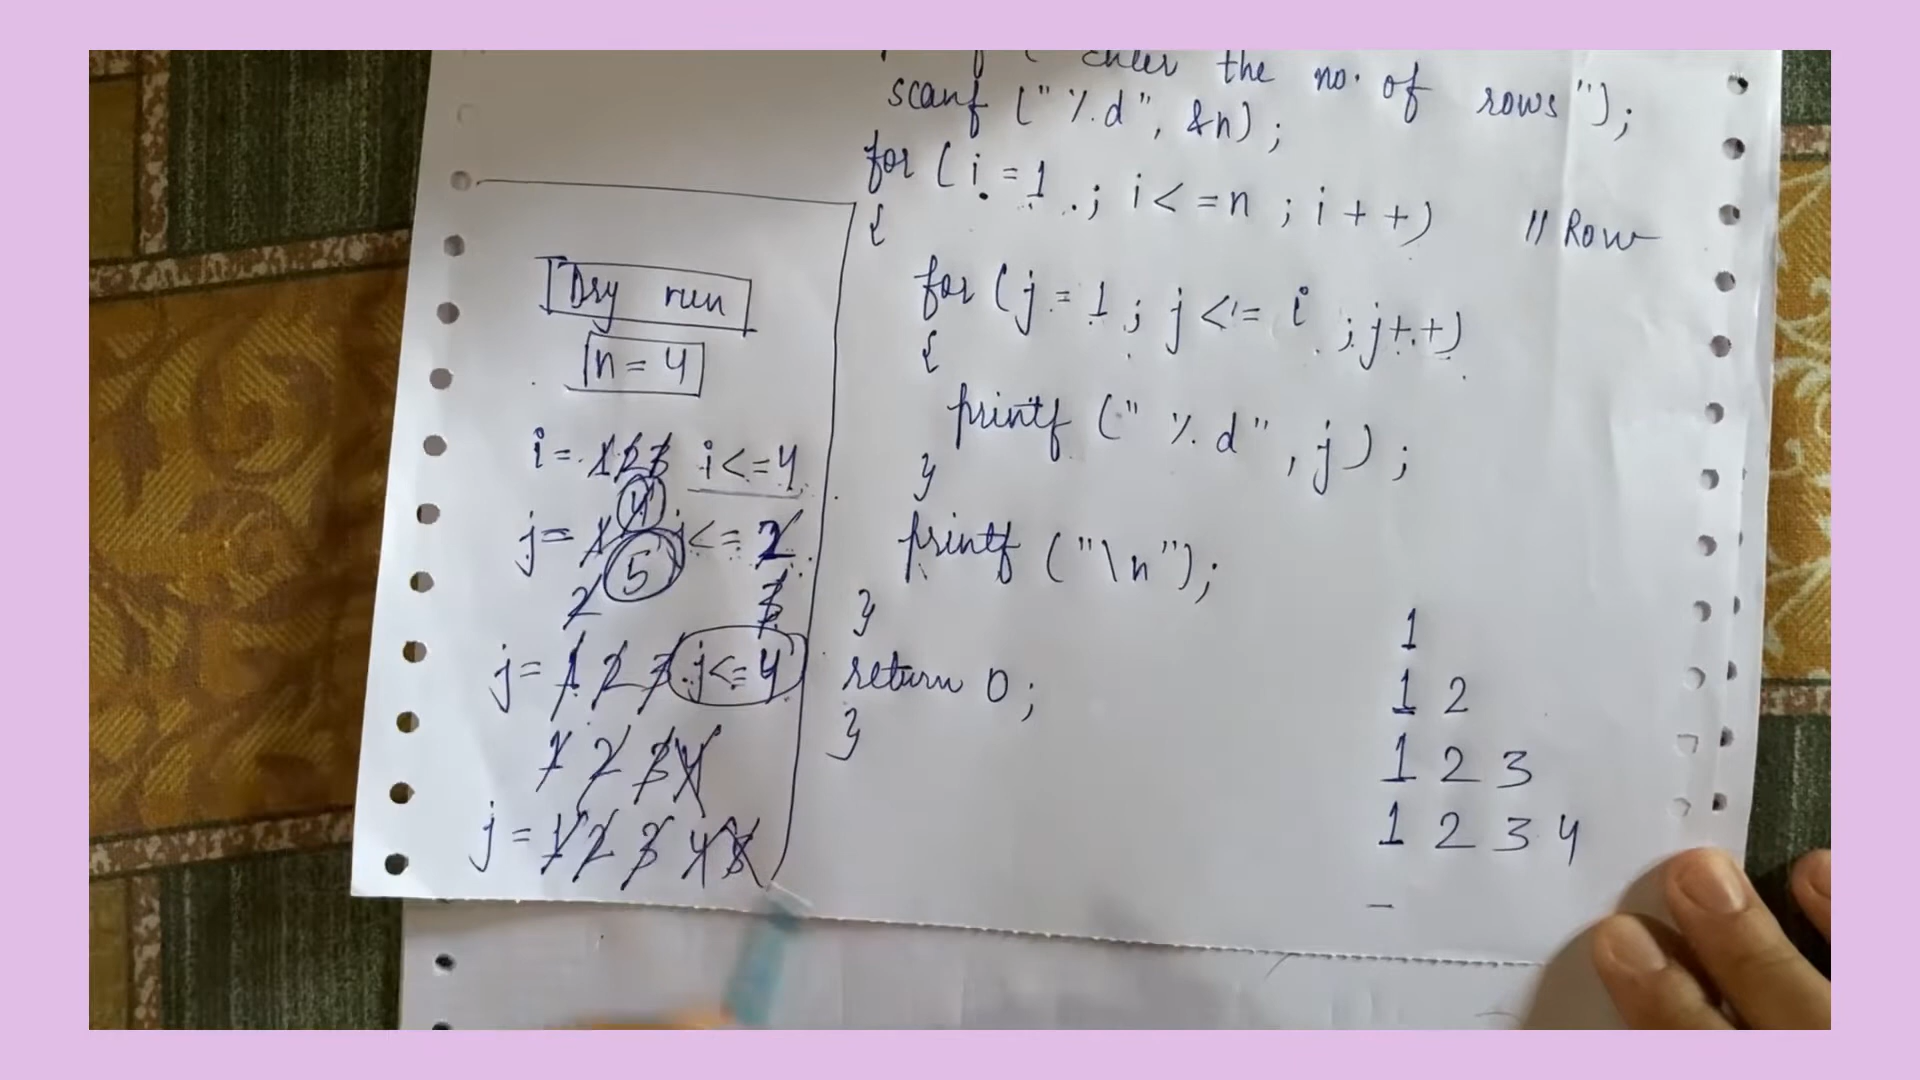 Enter the no. of rows");
scanf ("%d", &n);
for (i=1 ; i<=n ; i++) // Row
{
for (j=1; j<=i ; j++)
{
printf ("%d", j);
}
printf ("\n");
}
return 0;
}
Dry run
n=4
i= 1 2 3 i<=4
4
j= 1 j<= 2
5
2 3
j= 1 2 3 j<=4
1 2 3 4
j= 1 2 3 4 5
1
1 2
1 2 3
1 2 3 4